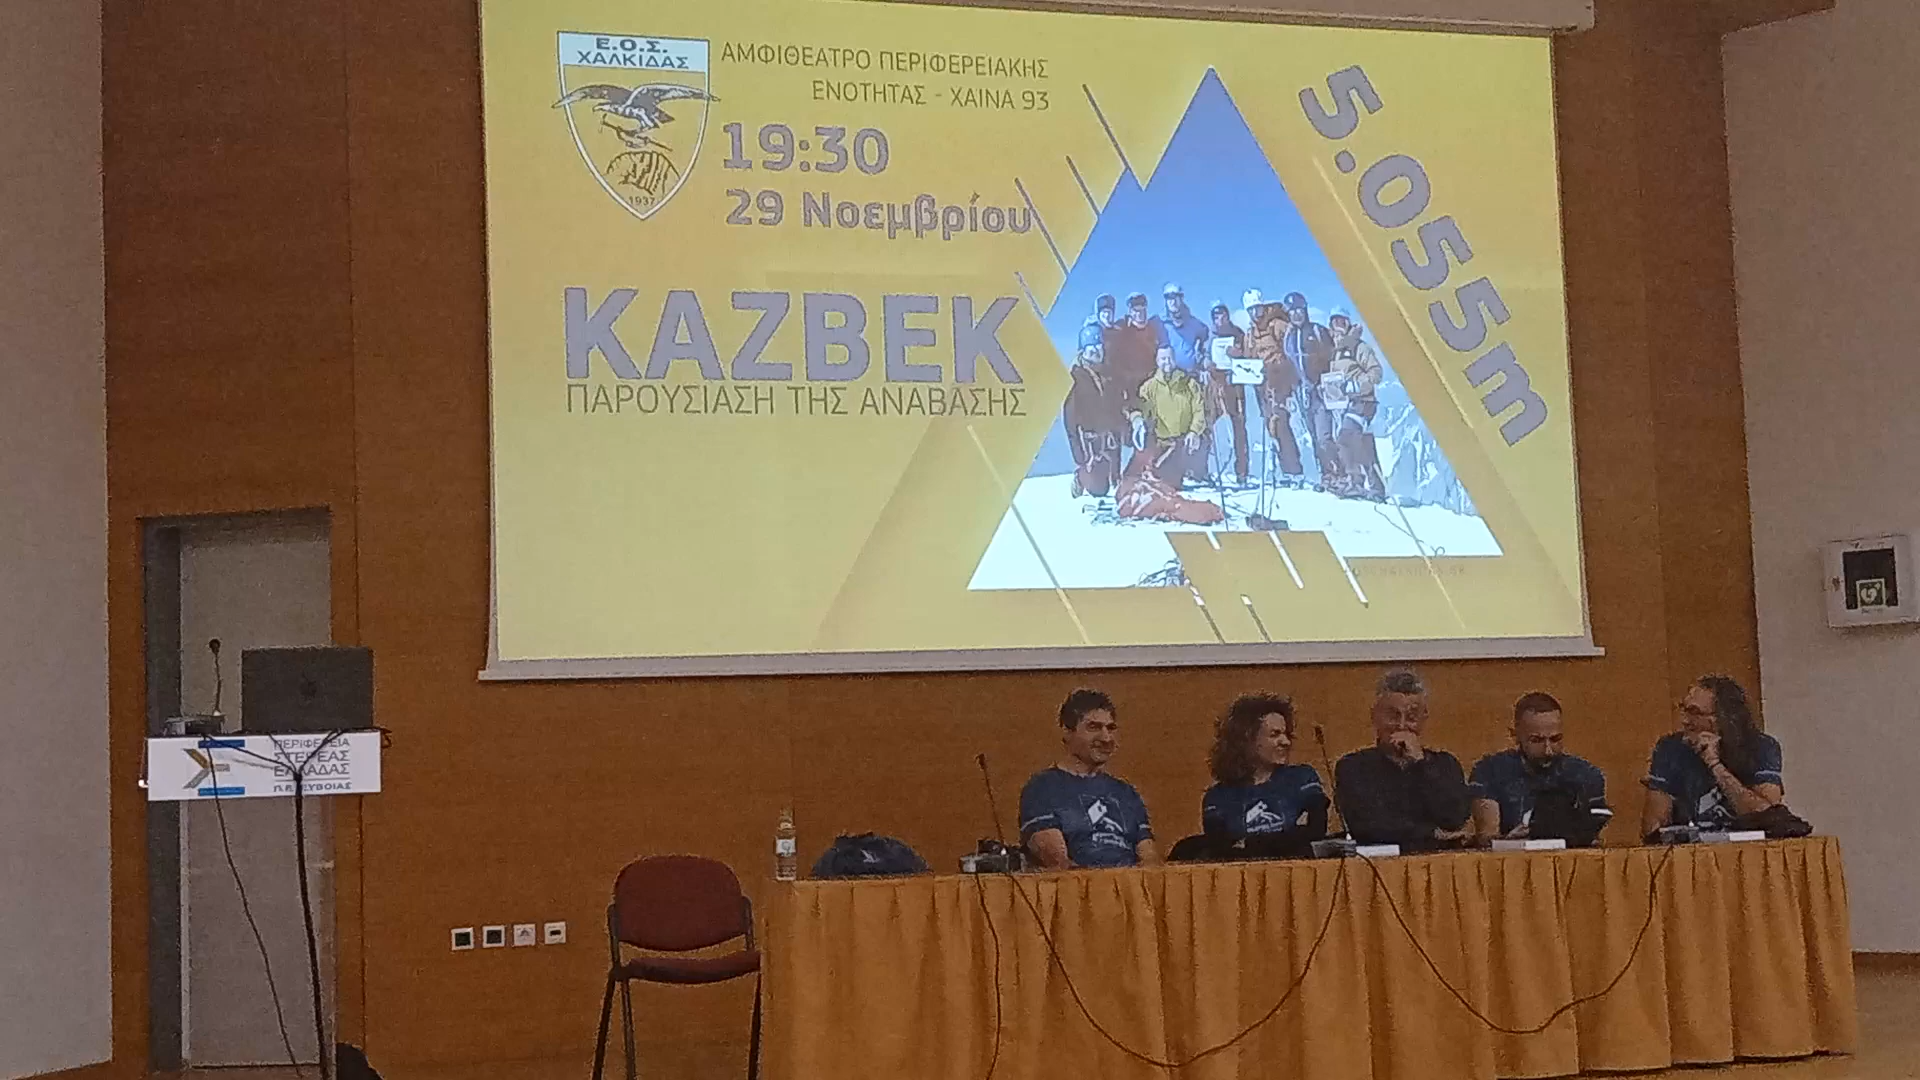 Ε.Ο.Σ.
ΧΑΛΚΙΔΑΣ
1937
ΑΜΦΙΘΕΑΤΡΟ ΠΕΡΙΦΕΡΕΙΑΚΗΣ
ΕΝΟΤΗΤΑΣ - ΧΑΙΝΑ 93
19:30
29 Νοεμβρίου
KAZBEK
ΠΑΡΟΥΣΙΑΣΗ ΤΗΣ ΑΝΑΒΑΣΗΣ
5.055m
ΠΕΡΙΦΕΡΕΙΑ
ΣΤΕΡΕΑΣ
ΕΛΛΑΔΑΣ
Π.Ε. ΕΥΒΟΙΑΣ